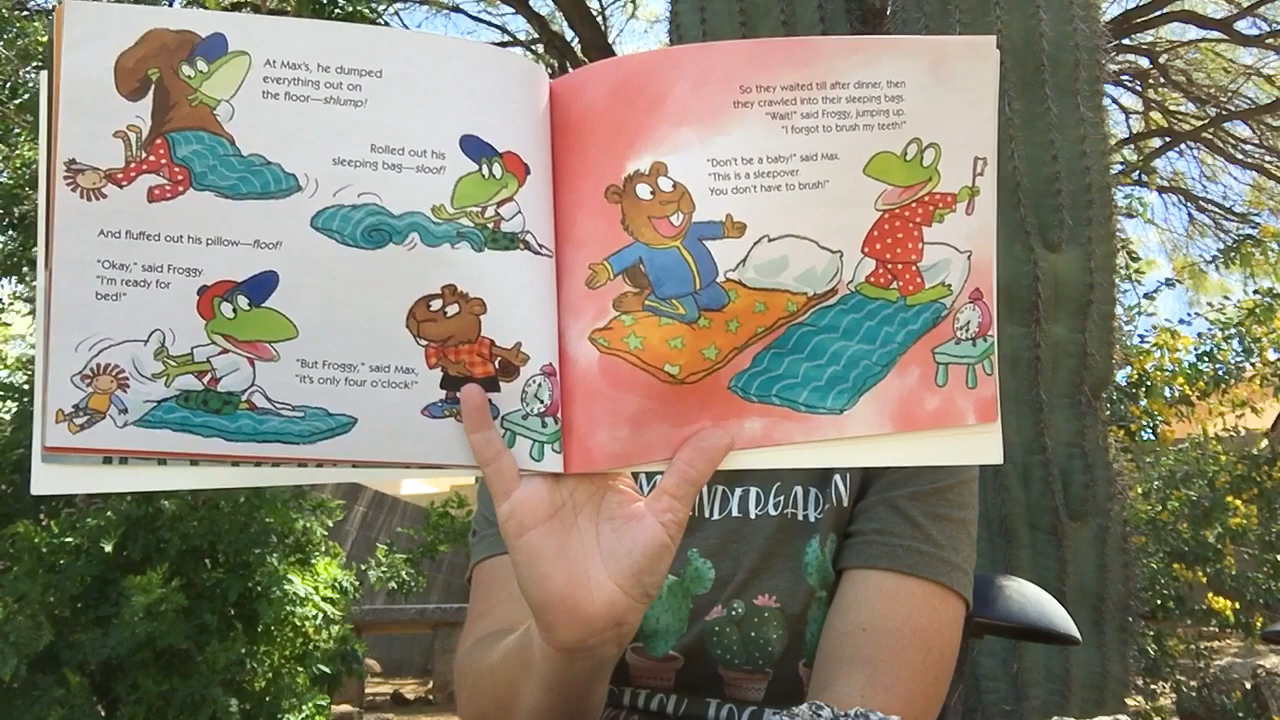 At Max's, he dumped
everything out on
the floor—shlump!
Rolled out his
sleeping bag—sloof!
And fluffed out his pillow—floof!
"Okay," said Froggy.
"I'm ready for
bed!"
"But Froggy," said Max,
"it's only four o'clock!"
So they waited till after dinner, then
they crawled into their sleeping bags.
"Wait!" said Froggy, jumping up.
"I forgot to brush my teeth!"
"Don't be a baby!" said Max.
"This is a sleepover.
You don't have to brush!"